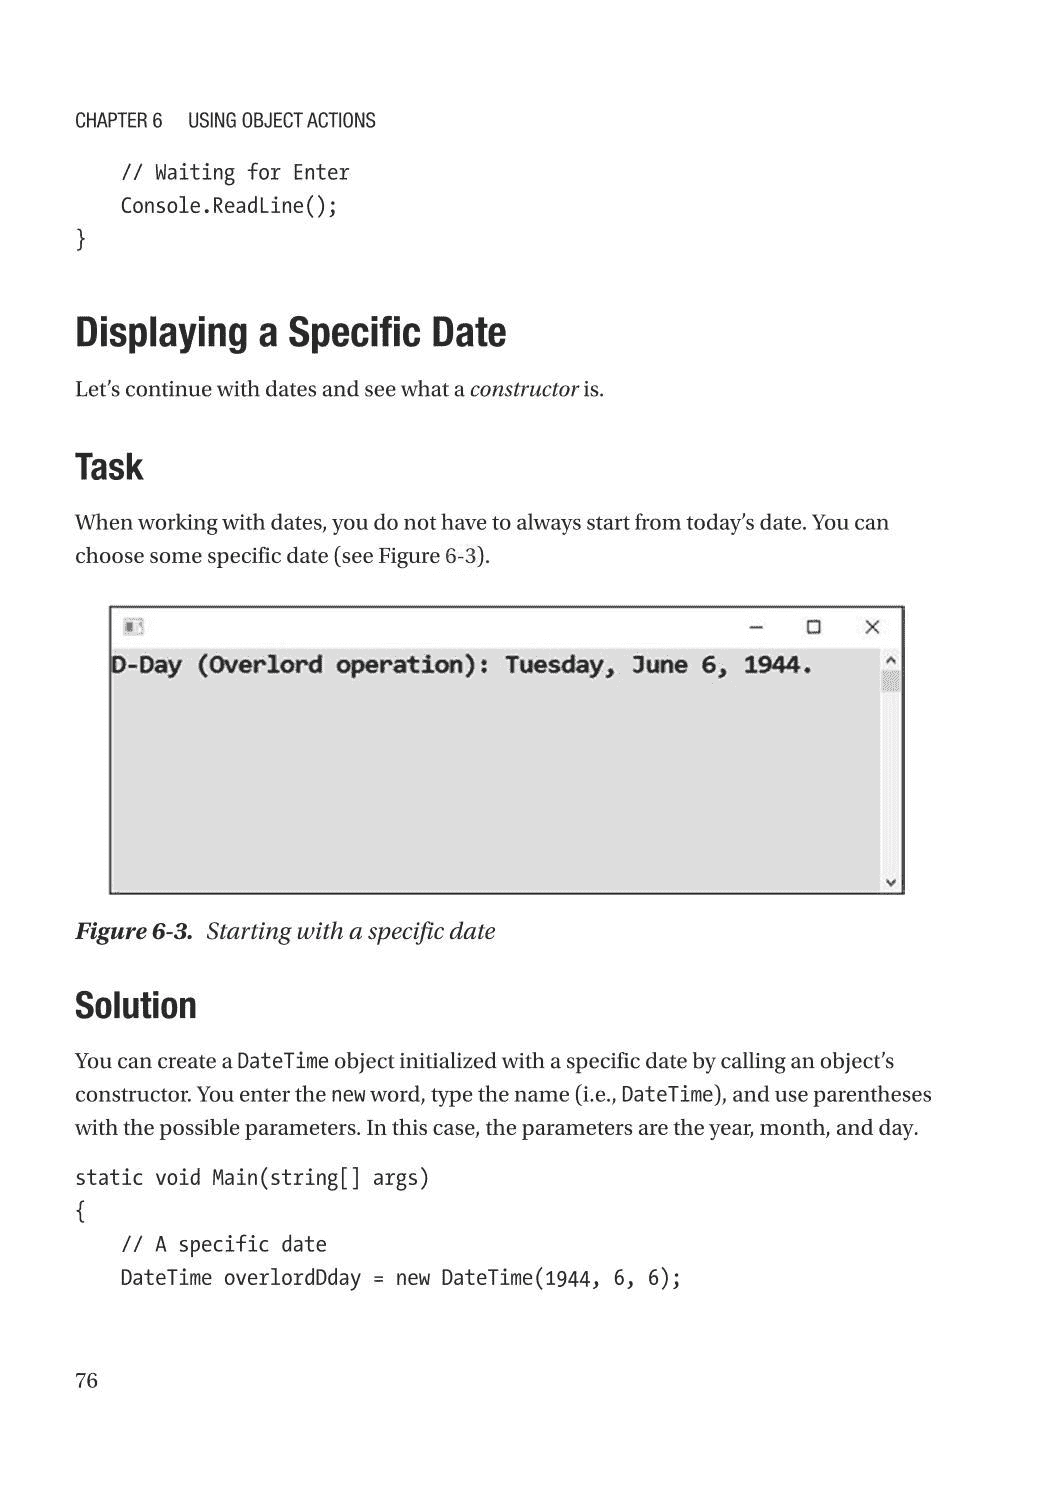 CHAPTER 6 USING OBJECT ACTIONS
// Waiting for Enter
Console.ReadLine();
}
Displaying a Specific Date
Let’s continue with dates and see what a constructor is.
Task
When working with dates, you do not have to always start from today’s date. You can
choose some specific date (see Figure 6-3).
D-Day (Overlord operation): Tuesday, June 6, 1944.
Figure 6-3. Starting with a specific date
Solution
You can create a DateTime object initialized with a specific date by calling an object’s
constructor. You enter the new word, type the name (i.e., DateTime), and use parentheses
with the possible parameters. In this case, the parameters are the year, month, and day.
static void Main(string[] args)
{
// A specific date
DateTime overlordDday = new DateTime(1944, 6, 6);
76